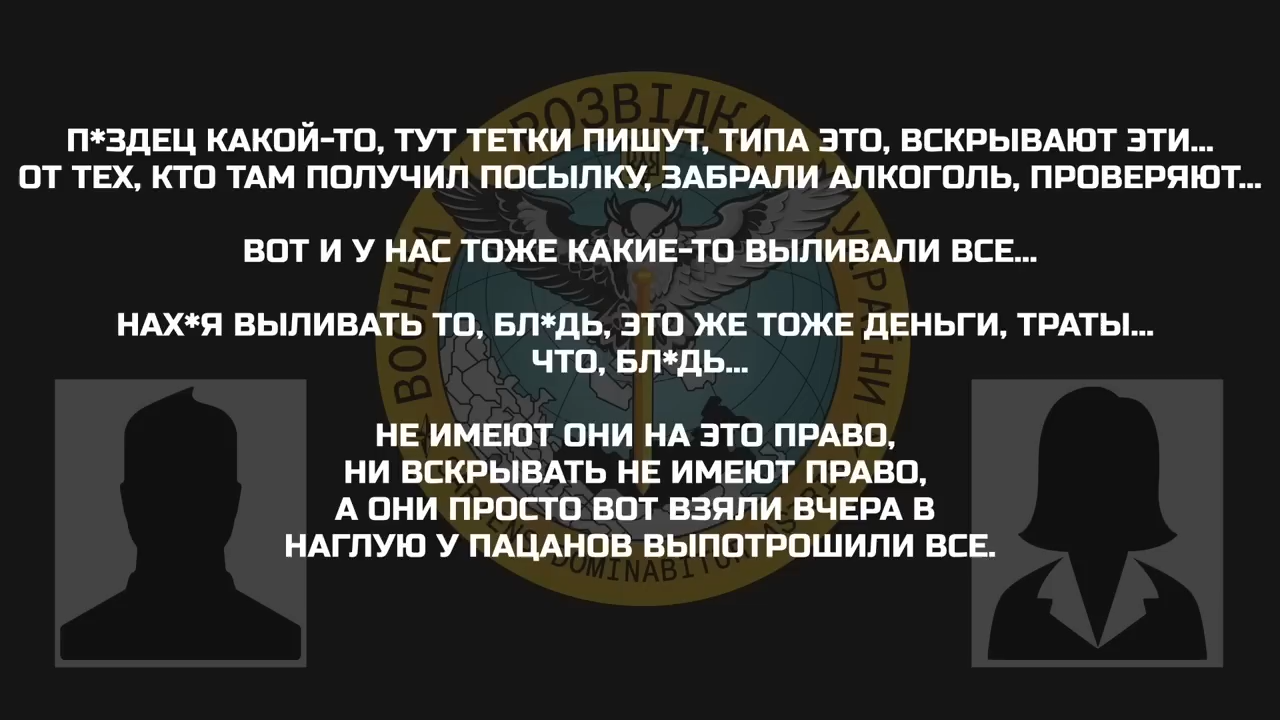 П*ЗДЕЦ КАКОЙ-ТО, ТУТ ТЕТКИ ПИШУТ, ТИПА ЭТО, ВСКРЫВАЮТ ЭТИ...
ОТ ТЕХ, КТО ТАМ ПОЛУЧИЛ ПОСЫЛКУ, ЗАБРАЛИ АЛКОГОЛЬ, ПРОВЕРЯЮТ...
ВОТ И У НАС ТОЖЕ КАКИЕ-ТО ВЫЛИВАЛИ ВСЕ...
НАХ*Я ВЫЛИВАТЬ ТО, БЛ*ДЬ, ЭТО ЖЕ ТОЖЕ ДЕНЬГИ, ТРАТЫ...
ЧТО, БЛ*ДЬ...
НЕ ИМЕЮТ ОНИ НА ЭТО ПРАВО,
НИ ВСКРЫВАТЬ НЕ ИМЕЮТ ПРАВО,
А ОНИ ПРОСТО ВОТ ВЗЯЛИ ВЧЕРА В
НАГЛУЮ У ПАЦАНОВ ВЫПОТРОШИЛИ ВСЕ.
ВОЄННА РОЗВІДКА УКРАЇНИ